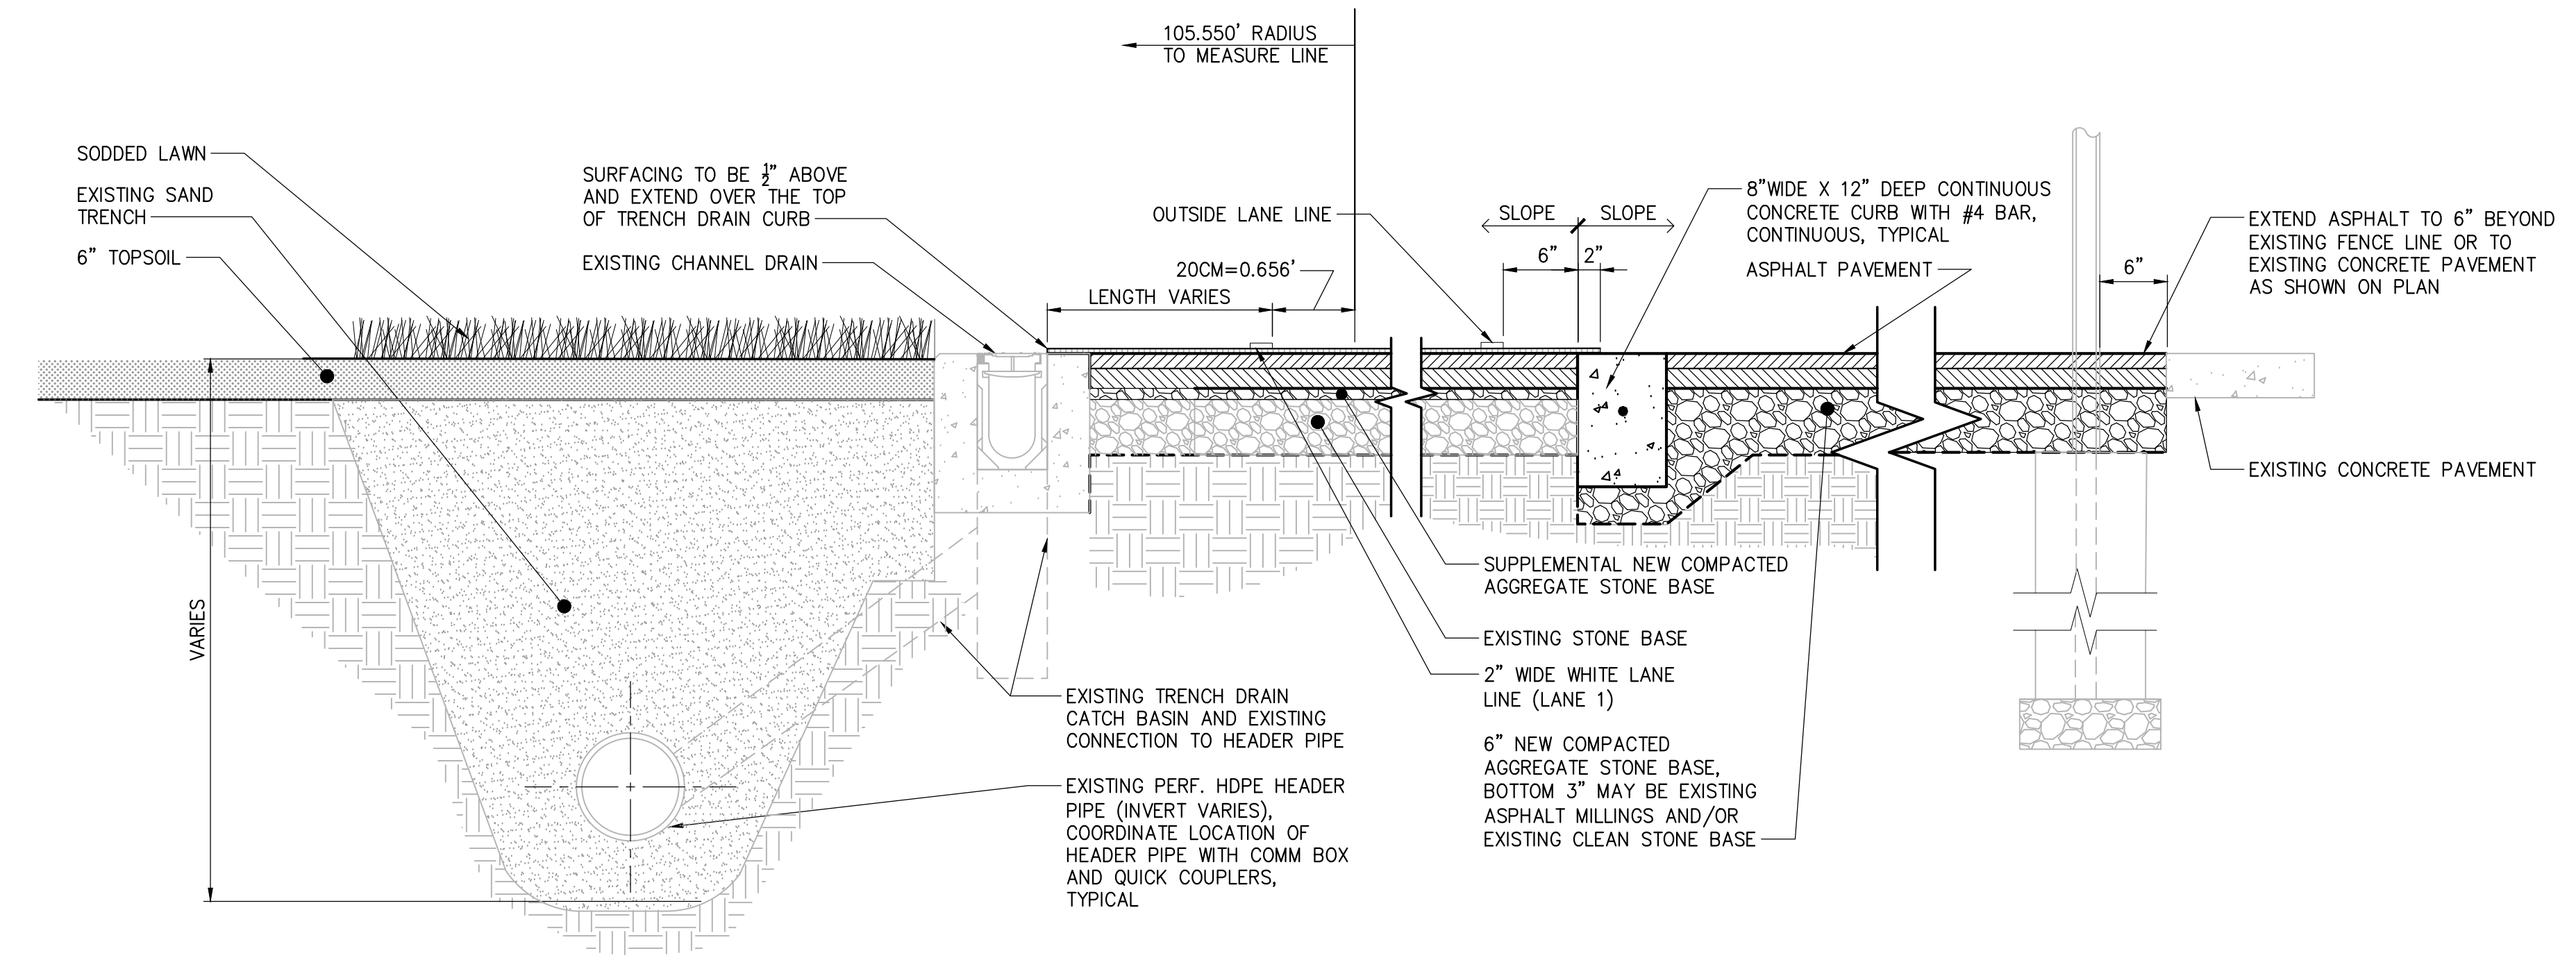 105.550’ RADIUS
TO MEASURE LINE
SODDED LAWN
EXISTING SAND
TRENCH
6” TOPSOIL
SURFACING TO BE ½” ABOVE
AND EXTEND OVER THE TOP
OF TRENCH DRAIN CURB
EXISTING CHANNEL DRAIN
OUTSIDE LANE LINE
20CM=0.656’
LENGTH VARIES
SLOPE
SLOPE
6”
2”
8”WIDE X 12” DEEP CONTINUOUS
CONCRETE CURB WITH #4 BAR,
CONTINUOUS, TYPICAL
ASPHALT PAVEMENT
6”
EXTEND ASPHALT TO 6” BEYOND
EXISTING FENCE LINE OR TO
EXISTING CONCRETE PAVEMENT
AS SHOWN ON PLAN
EXISTING CONCRETE PAVEMENT
VARIES
SUPPLEMENTAL NEW COMPACTED
AGGREGATE STONE BASE
EXISTING STONE BASE
2” WIDE WHITE LANE
LINE (LANE 1)
6” NEW COMPACTED
AGGREGATE STONE BASE,
BOTTOM 3” MAY BE EXISTING
ASPHALT MILLINGS AND/OR
EXISTING CLEAN STONE BASE
EXISTING TRENCH DRAIN
CATCH BASIN AND EXISTING
CONNECTION TO HEADER PIPE
EXISTING PERF. HDPE HEADER
PIPE (INVERT VARIES),
COORDINATE LOCATION OF
HEADER PIPE WITH COMM BOX
AND QUICK COUPLERS,
TYPICAL